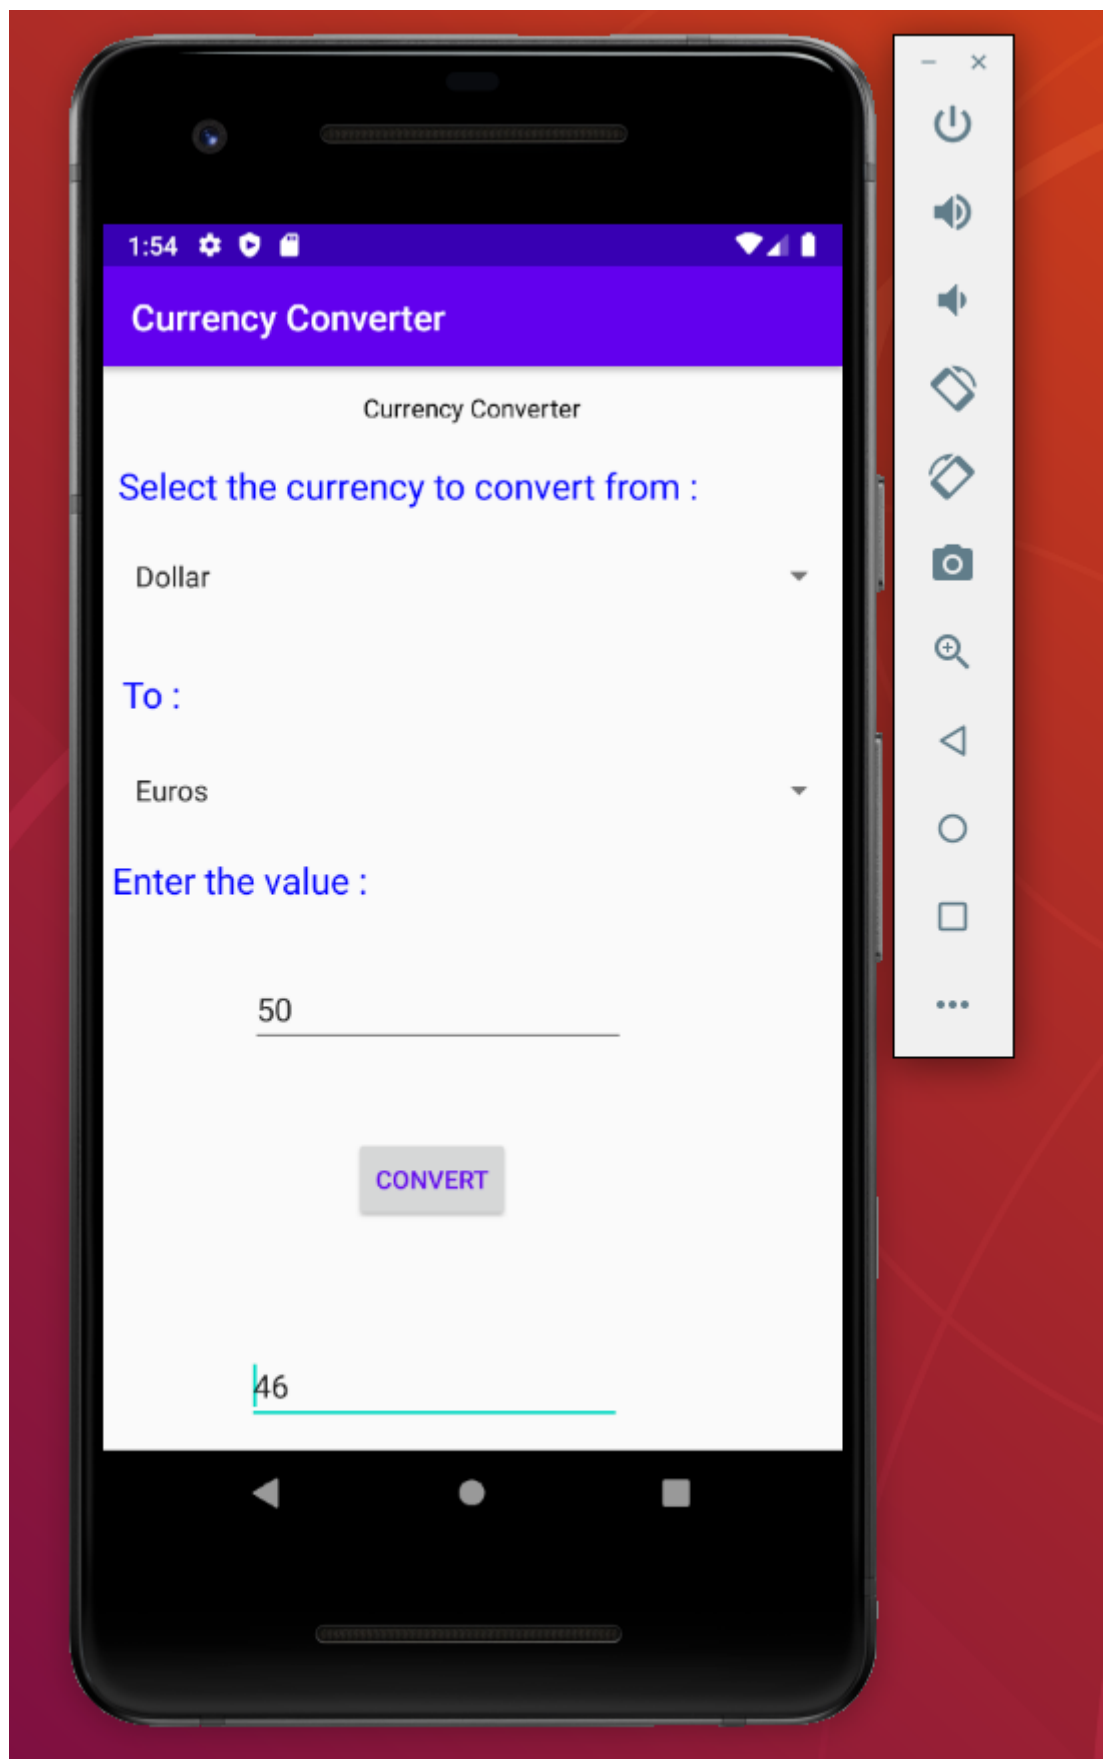 1:54
Currency Converter
Currency Converter
Select the currency to convert from :
Dollar
To :
Euros
Enter the value :
50
CONVERT
46